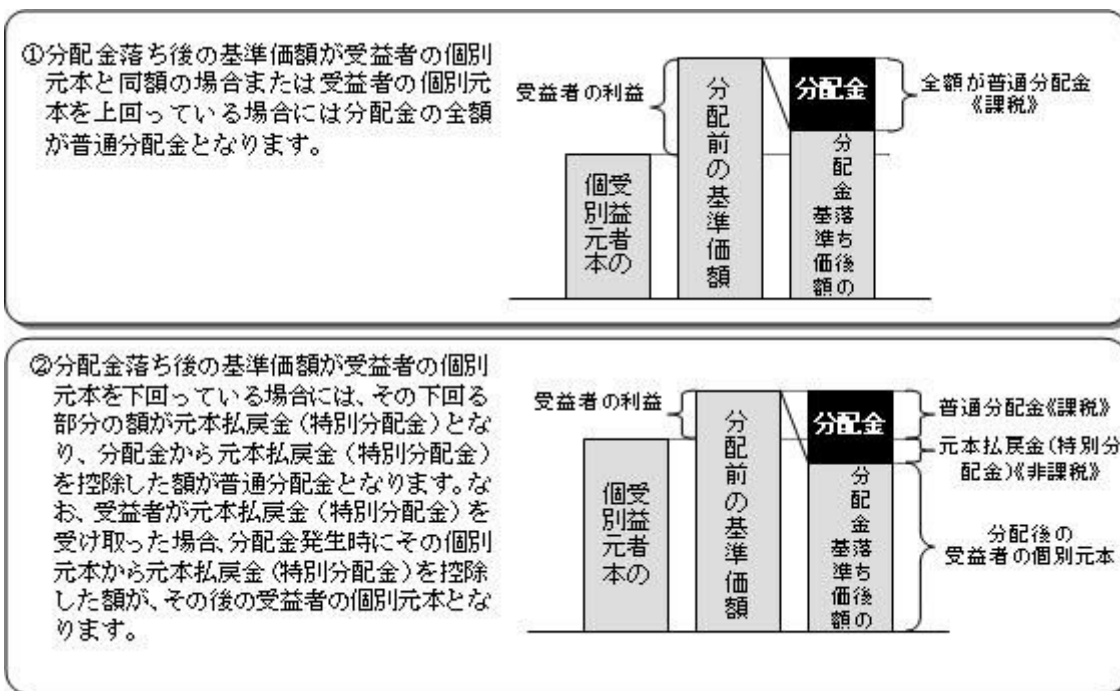 ①分配金落ち後の基準価額が受益者の個別
元本と同額の場合または受益者の個別元
本を上回っている場合には分配金の全額
が普通分配金となります。
受益者の利益
受益者の
個別元本
分配前の基準価額
分配金
分配金落ち後の
基準価額
全額が普通分配金
《課税》
②分配金落ち後の基準価額が受益者の個別
元本を下回っている場合には、その下回る
部分の額が元本払戻金(特別分配金)とな
り、分配金から元本払戻金(特別分配金)
を控除した額が普通分配金となります。な
お、受益者が元本払戻金(特別分配金)を
受け取った場合、分配金発生時にその個別
元本から元本払戻金(特別分配金)を控除
した額が、その後の受益者の個別元本とな
ります。
受益者の利益
受益者の
個別元本
分配前の基準価額
分配金
分配金落ち後の
基準価額
普通分配金《課税》
元本払戻金(特別分
配金)《非課税》
分配後の
受益者の個別元本